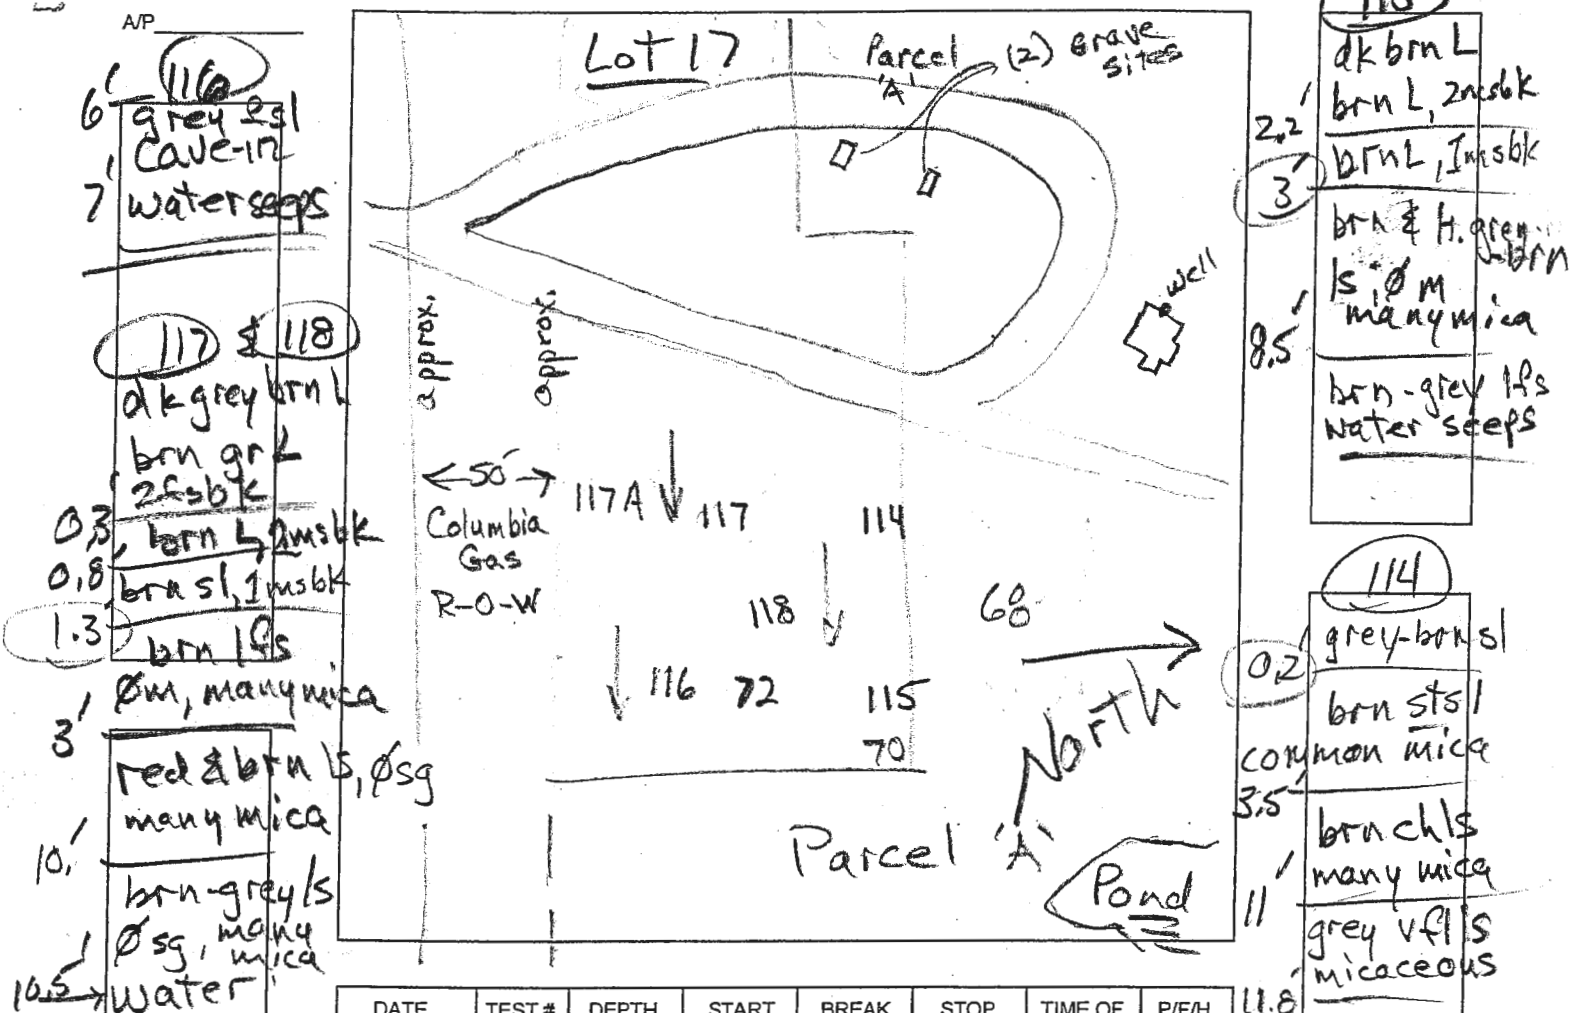 A/P
116
6'
grey
cave-in
7'
water seeps
117 & 118
dk grey brn L
brn gr L
2fsbk
0.3'
brn L, 2msbk
0.8'
brn sl, 1msbk
1.3'
brn lfs
Øm, many mica
3'
red & brn ls, Øsg
many mica
10'
brn-grey ls
Øsg, many
mica
10.5'
water
Lot 17
Parcel
'A'
(2) Grave
sites
well
approx.
approx.
50'
Columbia
Gas
R-O-W
117A
117
114
118
68
116
72
115
70
North
Parcel 'A'
Pond
dk brn L
brn L, 2msbk
2.2'
brn L, 1msbk
3'
brn &
brn
ls, Øm
many mica
8.5'
brn-grey lfs
water seeps
114
grey-brn sl
0.2'
brn stsl
common mica
3.5'
brn chls
many mica
11'
grey vfls
micaceous
11.8'
DATE TEST # DEPTH START BREAK STOP TIME OF P/F/H